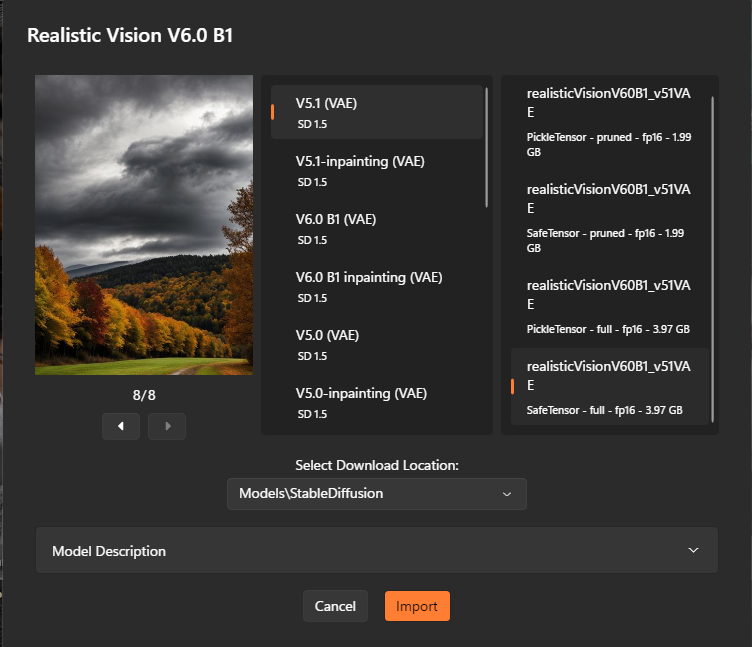 Realistic Vision V6.0 B1
8/8
V5.1 (VAE)
SD 1.5
V5.1-inpainting (VAE)
SD 1.5
V6.0 B1 (VAE)
SD 1.5
V6.0 B1 inpainting (VAE)
SD 1.5
V5.0 (VAE)
SD 1.5
V5.0-inpainting (VAE)
SD 1.5
realisticVisionV60B1_v51VA
E
PickleTensor - pruned - fp16 - 1.99
GB
realisticVisionV60B1_v51VA
E
SafeTensor - pruned - fp16 - 1.99
GB
realisticVisionV60B1_v51VA
E
PickleTensor - full - fp16 - 3.97 GB
realisticVisionV60B1_v51VA
E
SafeTensor - full - fp16 - 3.97 GB
Select Download Location:
Models\StableDiffusion
Model Description
Cancel
Import